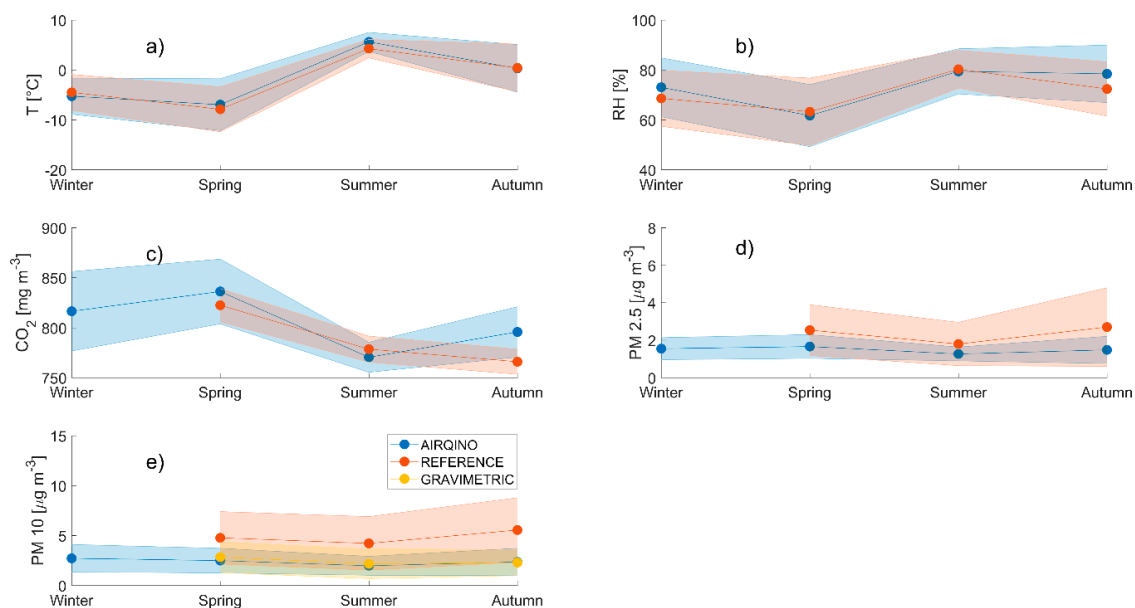 a)
T [°C]
10
0
-10
-20
Winter Spring Summer Autumn
b)
RH [%]
100
80
60
40
Winter Spring Summer Autumn
c)
CO2 [mg m-3]
900
850
800
750
Winter Spring Summer Autumn
d)
PM 2.5 [μg m-3]
8
6
4
2
0
Winter Spring Summer Autumn
e)
PM 10 [μg m-3]
15
10
5
0
Winter Spring Summer Autumn
AIRQINO
REFERENCE
GRAVIMETRIC